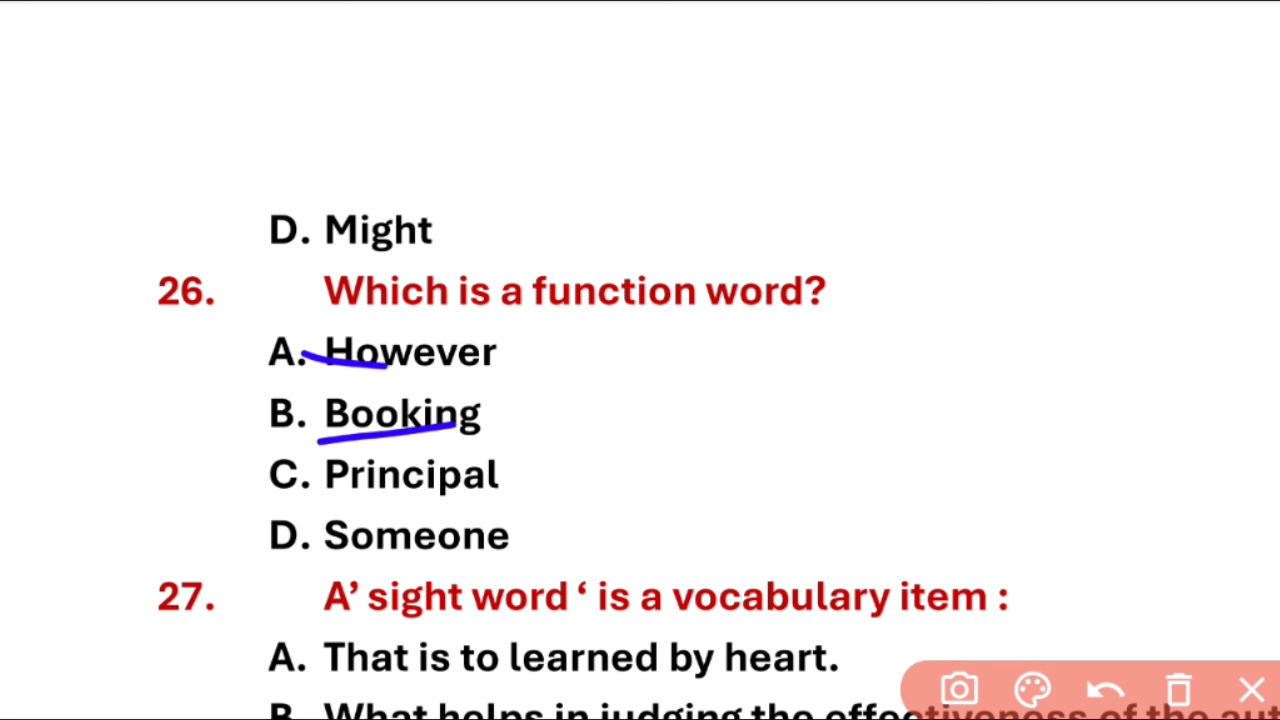 D. Might
26. Which is a function word?
A. However
B. Booking
C. Principal
D. Someone
27. A’ sight word ‘ is a vocabulary item :
A. That is to learned by heart.
B. What helps in judging the effectiveness of the aut